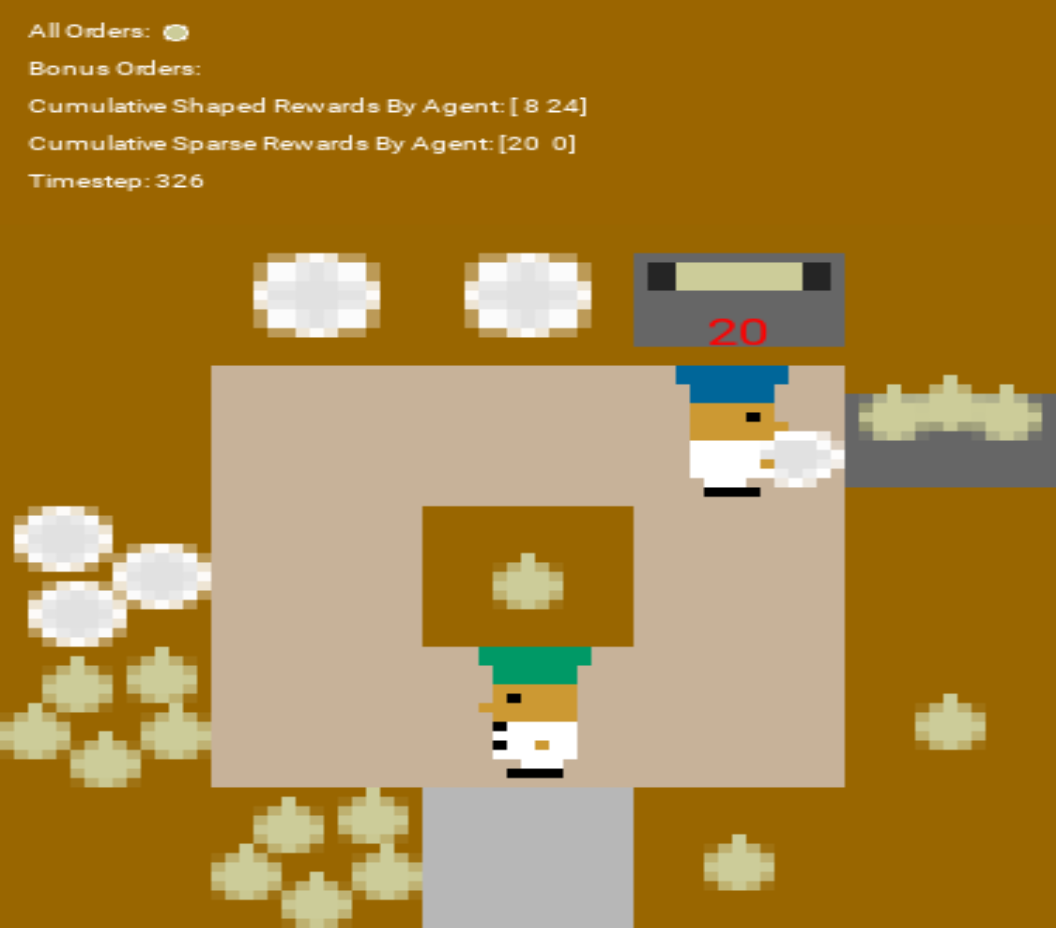 All Orders:
Bonus Orders:
Cumulative Shaped Rewards By Agent: [ 8 24]
Cumulative Sparse Rewards By Agent: [20  0]
Timestep: 326
20